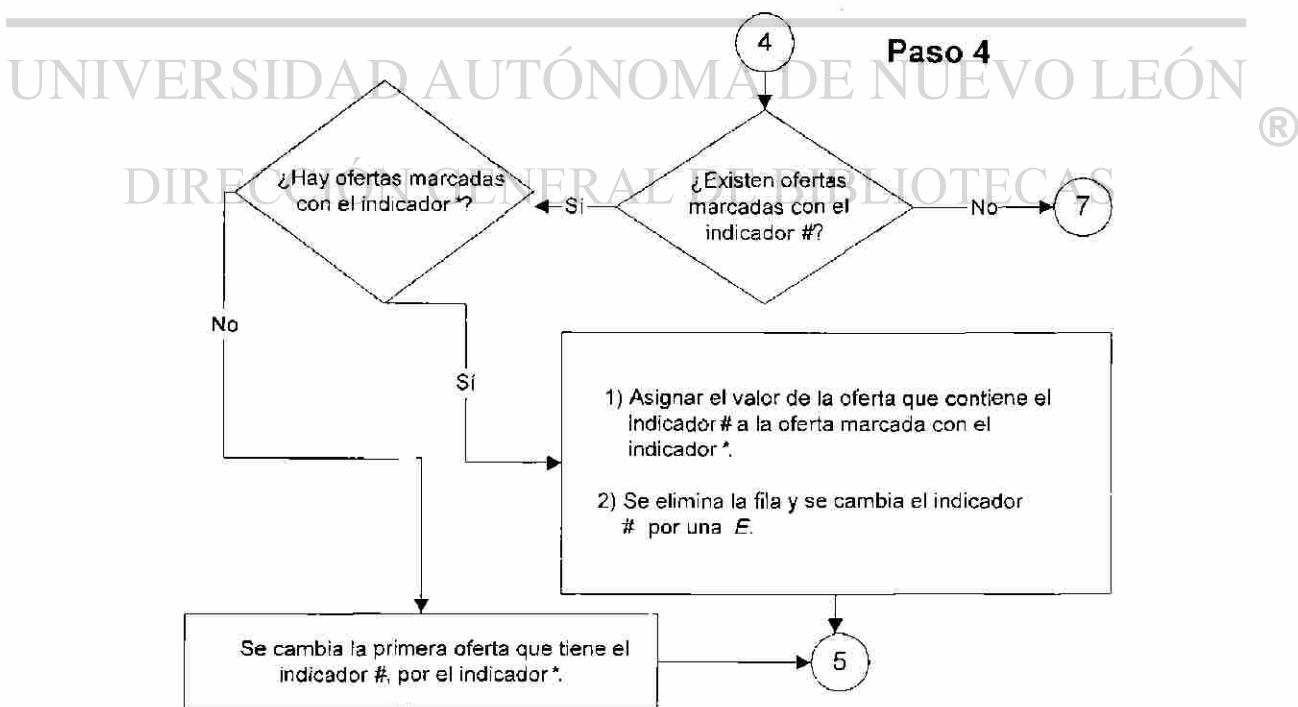 4
Paso 4
UNIVERSIDAD AUTÓNOMA DE NUEVO LEÓN
®
DIRECCIÓN GENERAL DE BIBLIOTECAS
¿Existen ofertas
marcadas con el
indicador #?
No
7
Sí
¿Hay ofertas marcadas
con el indicador *?
No
Sí
1) Asignar el valor de la oferta que contiene el
indicador # a la oferta marcada con el
indicador *.
2) Se elimina la fila y se cambia el indicador
# por una E.
Se cambia la primera oferta que tiene el
indicador #, por el indicador *.
5